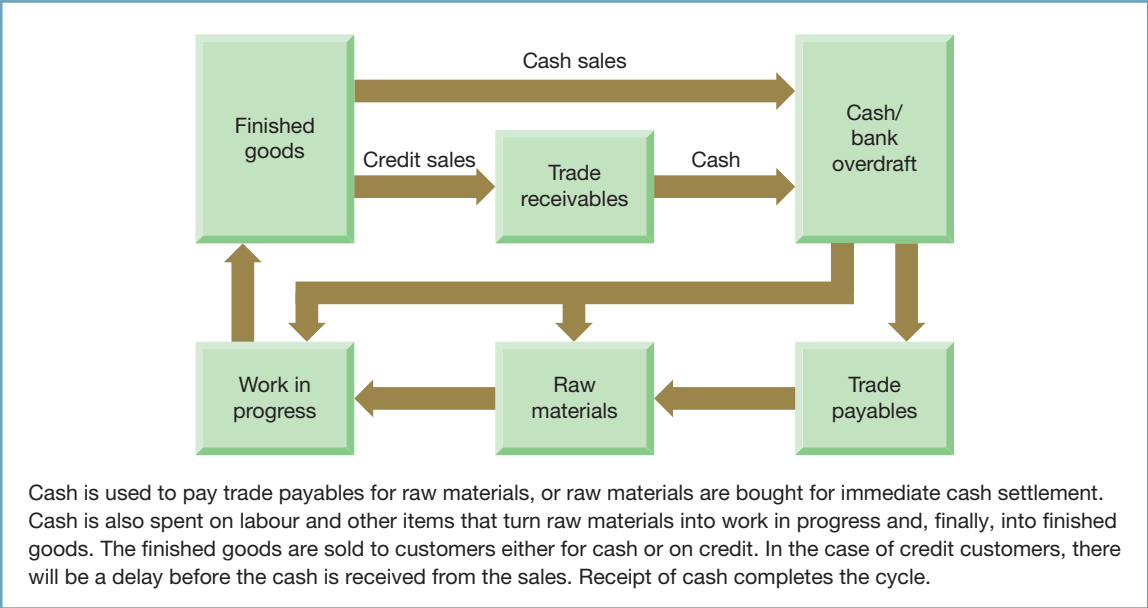 Cash sales
Finished
goods
Cash/
bank
overdraft
Credit sales
Trade
receivables
Cash
Work in
progress
Raw
materials
Trade
payables
Cash is used to pay trade payables for raw materials, or raw materials are bought for immediate cash settlement.
Cash is also spent on labour and other items that turn raw materials into work in progress and, finally, into finished
goods. The finished goods are sold to customers either for cash or on credit. In the case of credit customers, there
will be a delay before the cash is received from the sales. Receipt of cash completes the cycle.